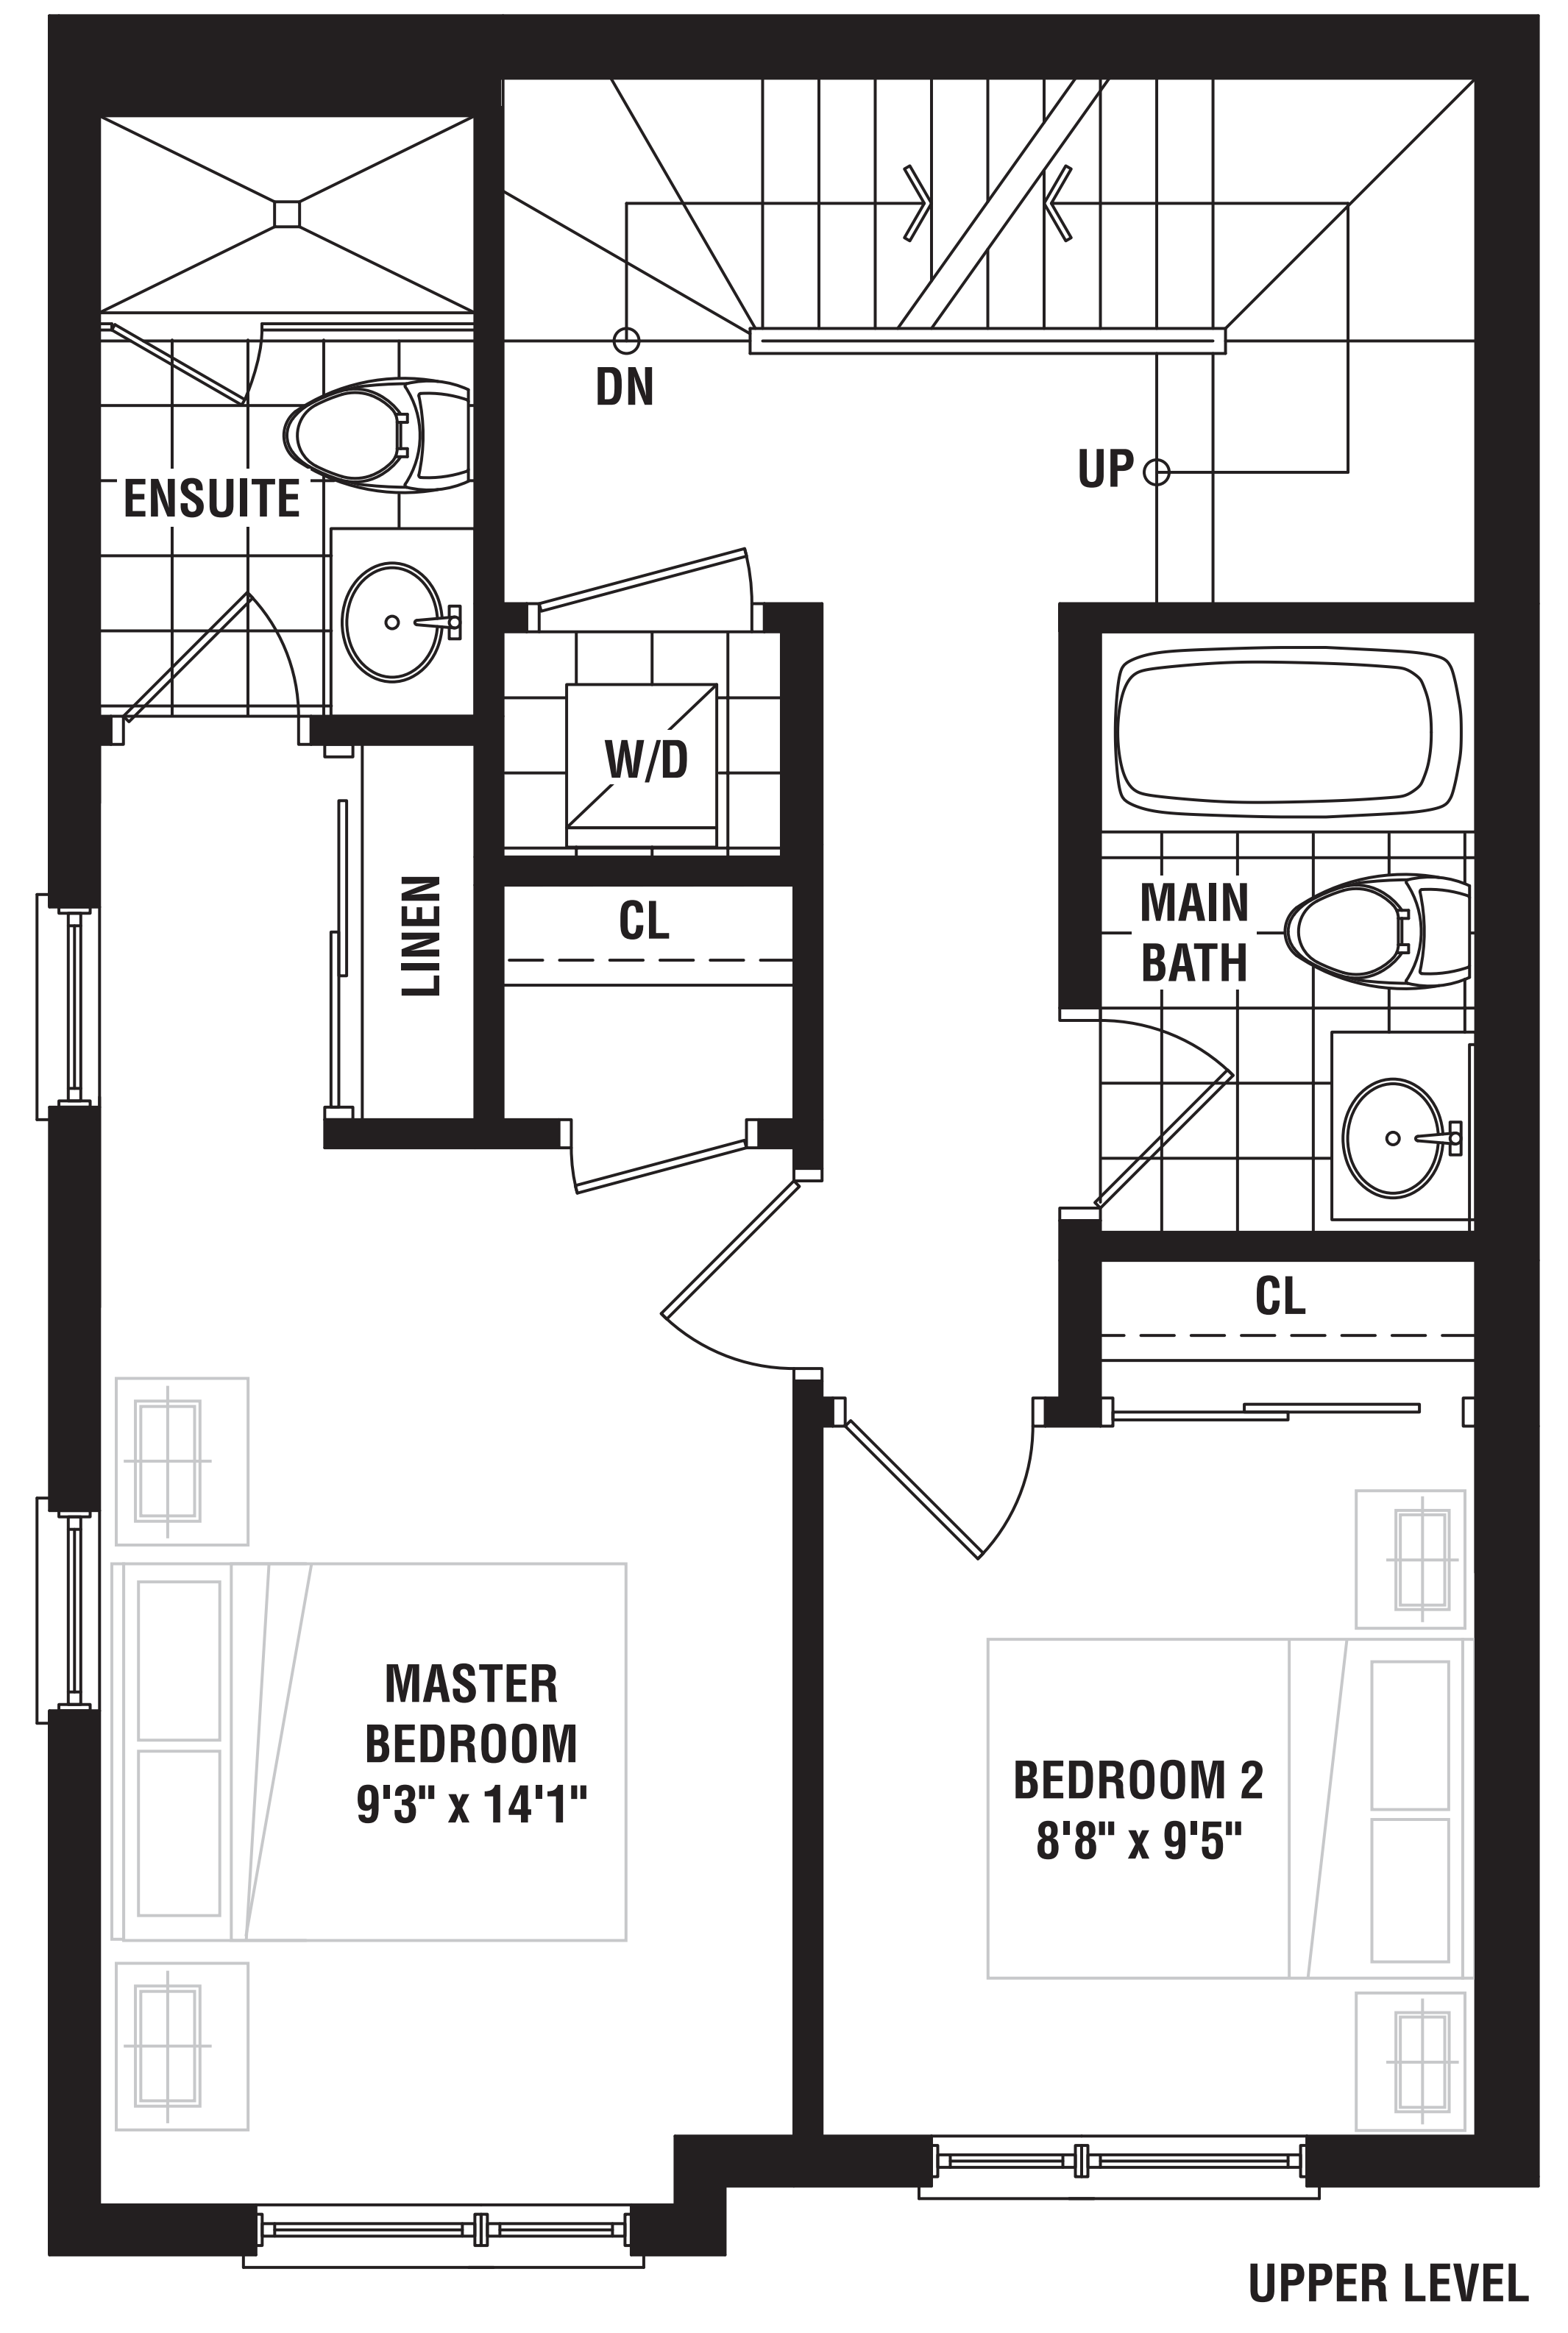 DN
UP
ENSUITE
W/D
LINEN
CL
MAIN
BATH
CL
MASTER
BEDROOM
9'3" x 14'1"
BEDROOM 2
8'8" x 9'5"
UPPER LEVEL